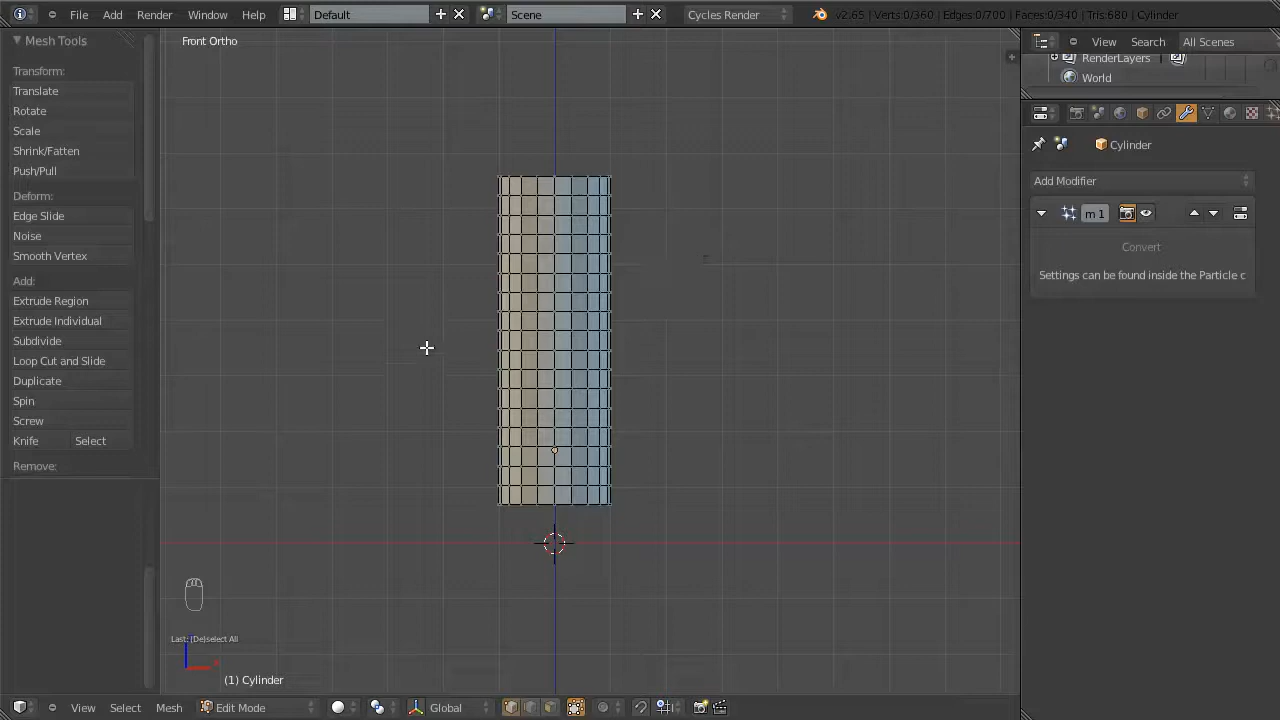 File Add Render Window Help Default Scene Cycles Render v2.65 | Verts:0/360 | Edges:0/700 | Faces:0/340 | Tris:680 | Cylinder
Mesh Tools
Transform:
Translate
Rotate
Scale
Shrink/Fatten
Push/Pull
Deform:
Edge Slide
Noise
Smooth Vertex
Add:
Extrude Region
Extrude Individual
Subdivide
Loop Cut and Slide
Duplicate
Spin
Screw
Knife Select
Remove:
Front Ortho
Last: (De)select All
(1) Cylinder
View Select Mesh Edit Mode Global
View Search All Scenes
RenderLayers
World
Cylinder
Add Modifier
m 1
Convert
Settings can be found inside the Particle c